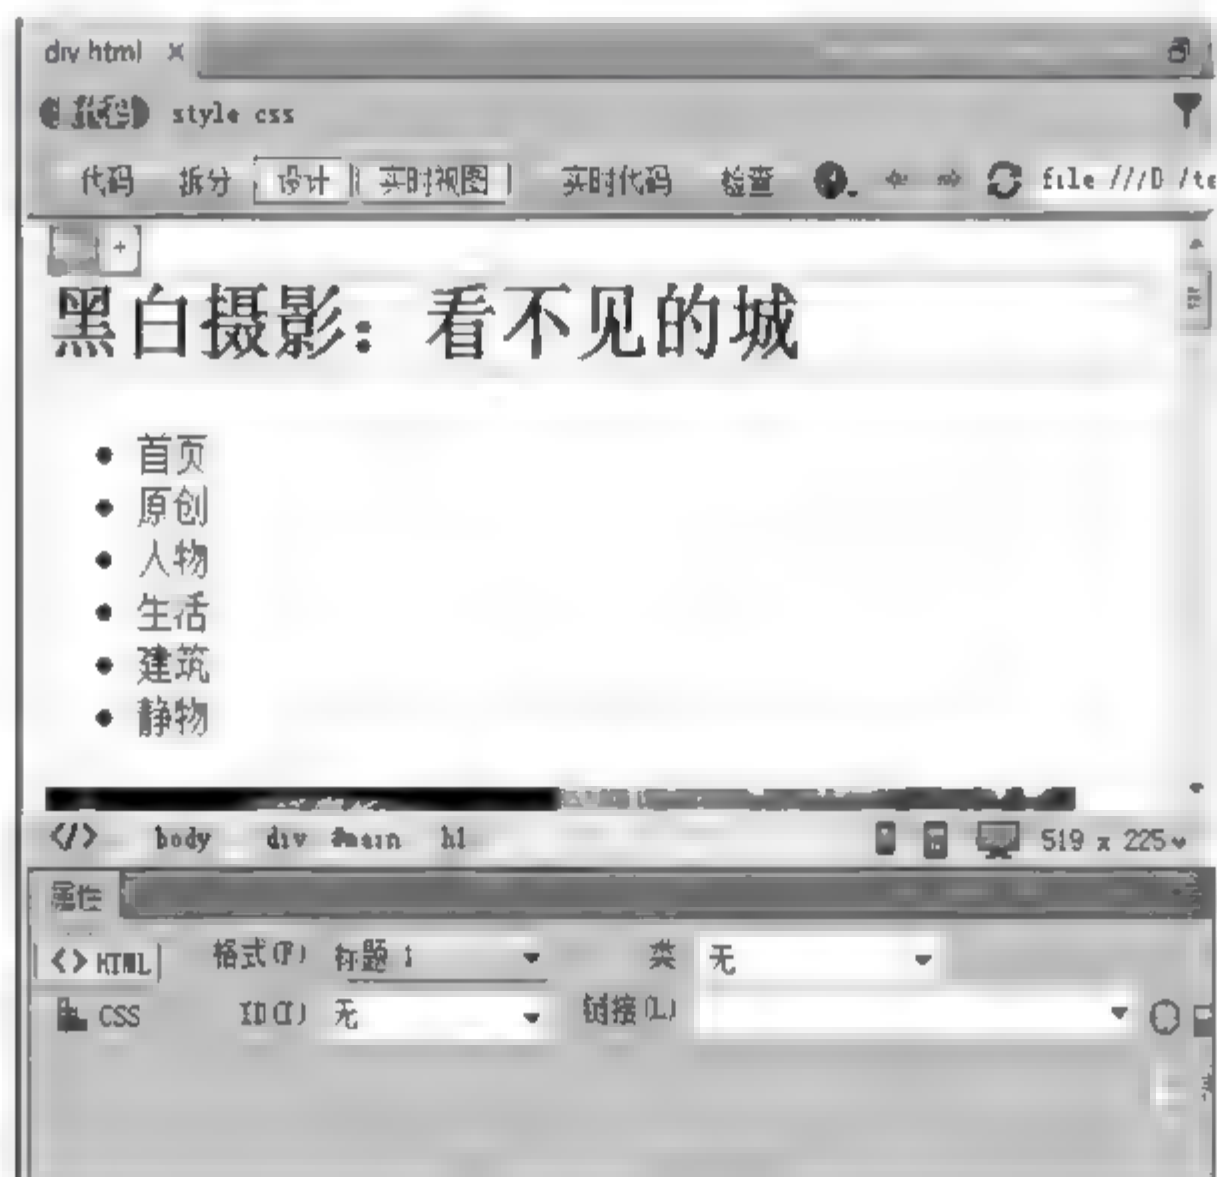 div html ×
源代码 style css
代码 拆分 设计 实时视图 实时代码 检查 file ///D /te
+
黑白摄影：看不见的城
• 首页
• 原创
• 人物
• 生活
• 建筑
• 静物
</> body div #main h1 519 x 225
属性
<> HTML 格式(F) 标题 1 类 无
CSS ID(I) 无 链接(L)